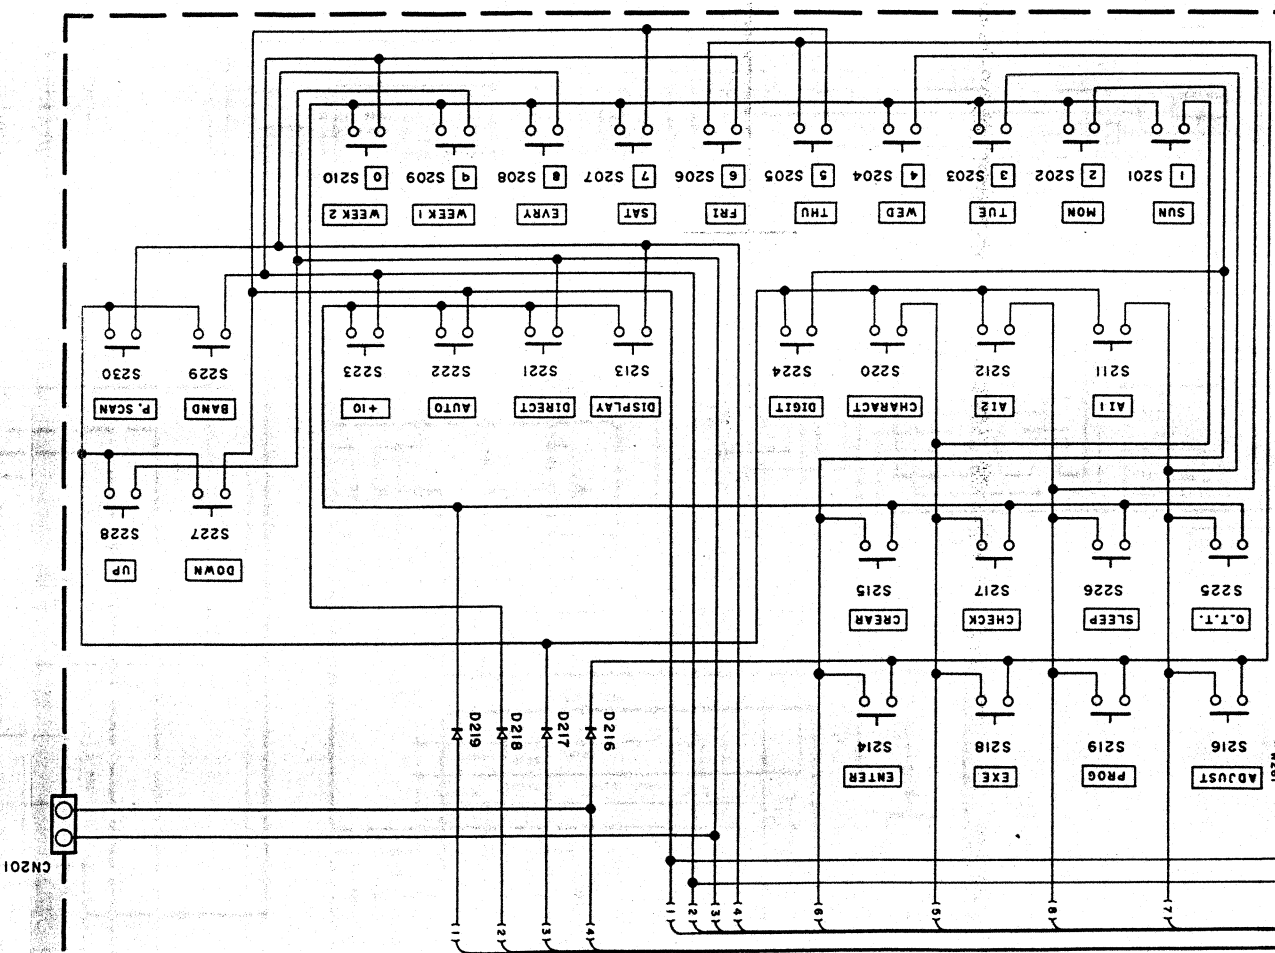 S210 0 S209 9 S208 8 S207 7 S206 6 S205 5 S204 4 S203 3 S202 2 S201 1
WEEK 2 WEEK 1 EVRY SAT FRI THU WED TUE MON SUN
S230 S229 S223 S222 S221 S213 S224 S220 S212 S211
P. SCAN BAND +10 AUTO DIRECT DISPLAY DIGIT CHARACT AI2 AI1
S228 S227
UP DOWN
S215 S217 S226 S225
CREAR CHECK SLEEP O.T.T.
D219 D218 D217 D216
S214 S218 S219 S216
ENTER EXE PROG ADJUST
CN201
1 2 3 4 1 2 3 4 6 5 8 7